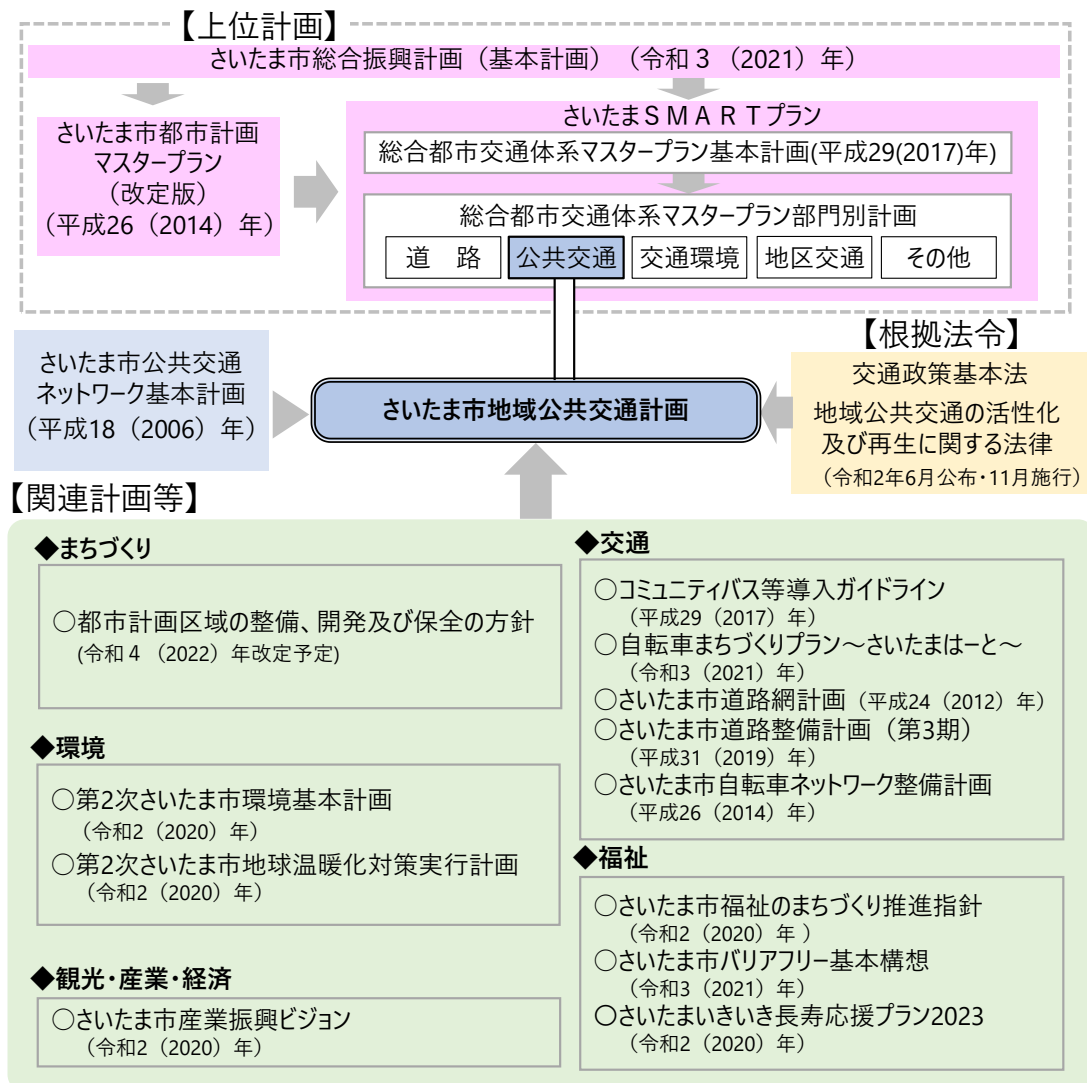 【上位計画】
さいたま市総合振興計画（基本計画）（令和３（2021）年）
さいたま市都市計画
マスタープラン
（改定版）
（平成26（2014）年）
さいたまＳＭＡＲＴプラン
総合都市交通体系マスタープラン基本計画(平成29(2017)年)
総合都市交通体系マスタープラン部門別計画
道　路
公共交通
交通環境
地区交通
その他
さいたま市公共交通
ネットワーク基本計画
（平成18（2006）年）
さいたま市地域公共交通計画
【根拠法令】
交通政策基本法
地域公共交通の活性化
及び再生に関する法律
（令和2年6月公布・11月施行）
【関連計画等】
◆まちづくり
○都市計画区域の整備、開発及び保全の方針
(令和４（2022）年改定予定)
◆環境
○第2次さいたま市環境基本計画
（令和2（2020）年）
○第2次さいたま市地球温暖化対策実行計画
（令和2（2020）年）
◆観光・産業・経済
○さいたま市産業振興ビジョン
（令和2（2020）年）
◆交通
○コミュニティバス等導入ガイドライン
（平成29（2017）年）
○自転車まちづくりプラン～さいたまはーと～
（令和3（2021）年）
○さいたま市道路網計画（平成24（2012）年）
○さいたま市道路整備計画（第3期）
（平成31（2019）年）
○さいたま市自転車ネットワーク整備計画
（平成26（2014）年）
◆福祉
○さいたま市福祉のまちづくり推進指針
（令和2（2020）年 ）
○さいたま市バリアフリー基本構想
（令和3（2021）年）
○さいたまいきいき長寿応援プラン2023
（令和2（2020）年）